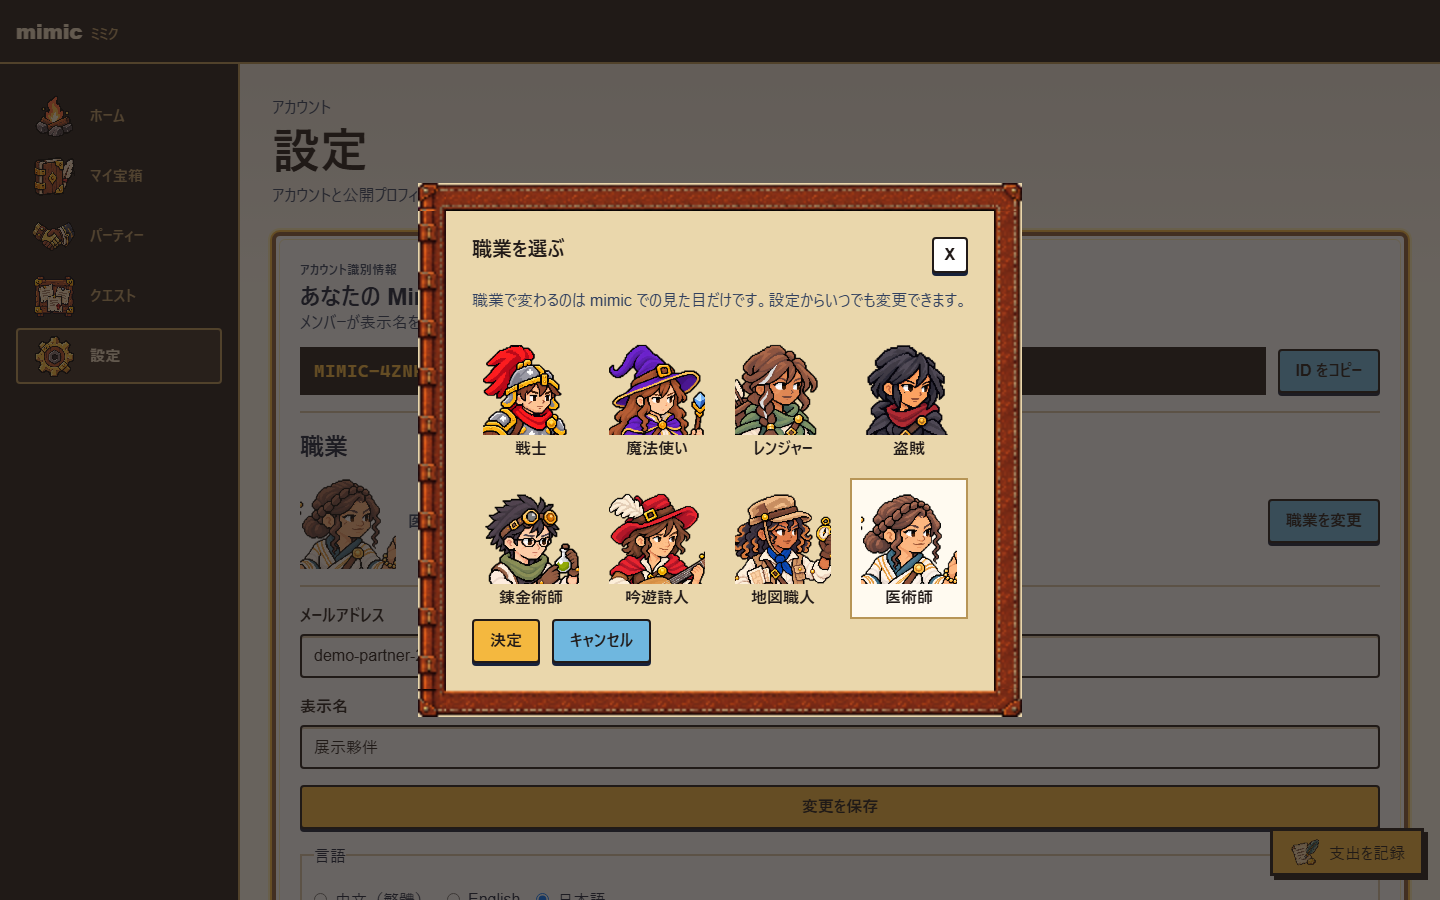 mimic ミミク
ホーム
マイ宝箱
パーティー
クエスト
設定
アカウント
設定
アカウントと公開プロフィ
アカウント識別情報
あなたの Mi
メンバーが表示名を
MIMIC-4ZN
ID をコピー
職業
医
職業を変更
メールアドレス
demo-partner-
表示名
展示夥伴
変更を保存
言語
中文（繁體）
English
日本語
支出を記録
職業を選ぶ
X
職業で変わるのは mimic での見た目だけです。設定からいつでも変更できます。
戦士
魔法使い
レンジャー
盗賊
錬金術師
吟遊詩人
地図職人
医術師
決定
キャンセル